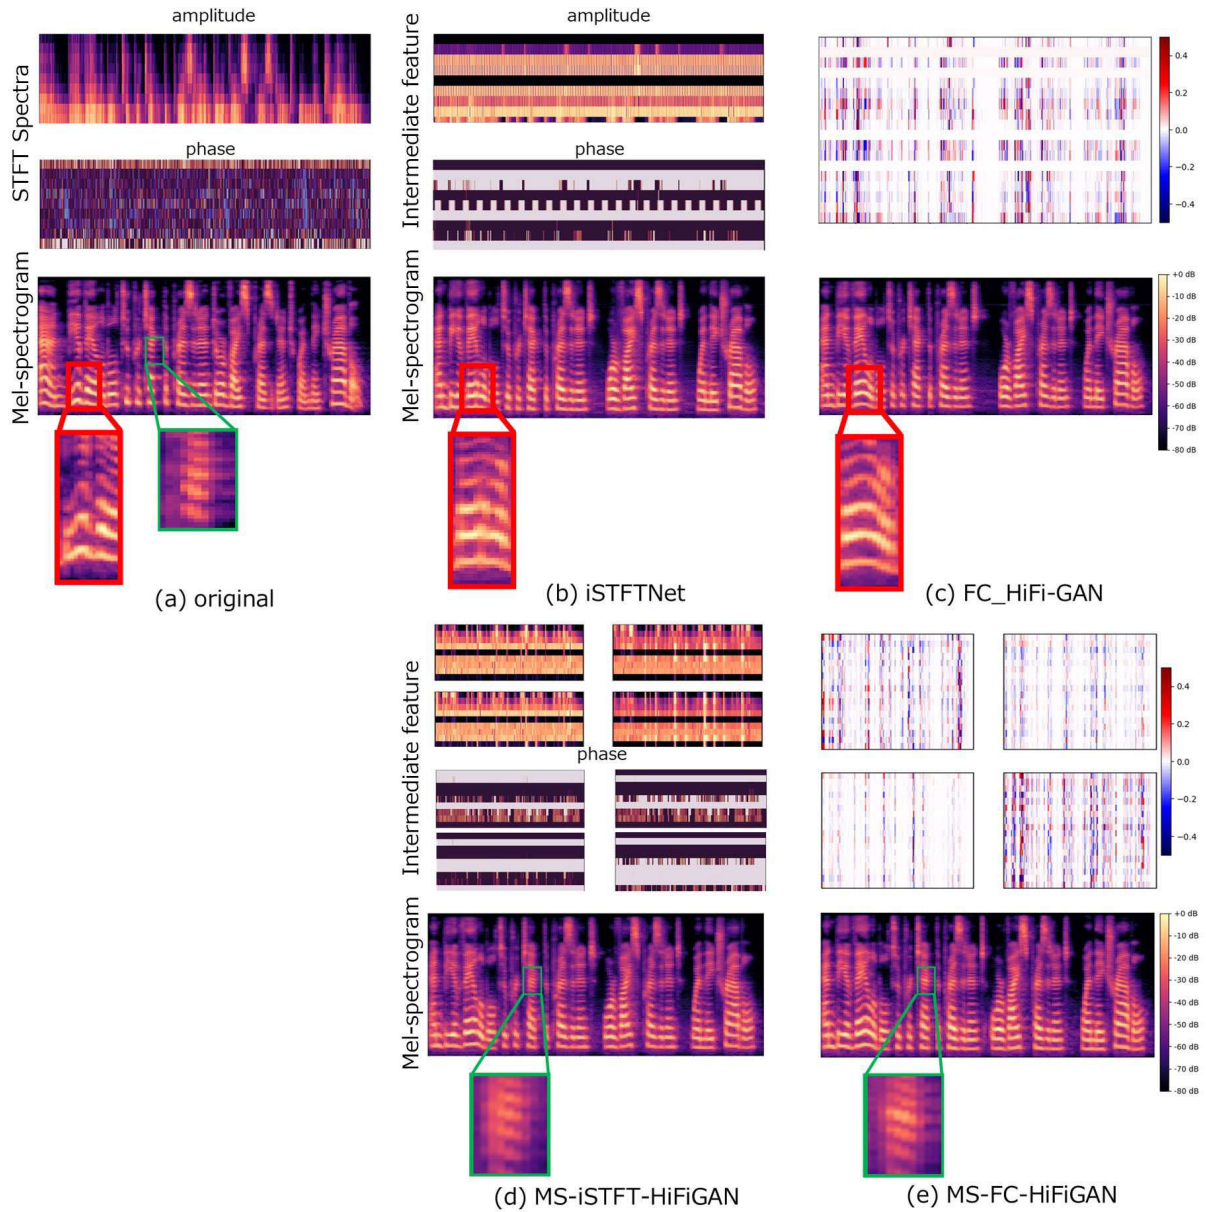 amplitude
STFT Spectra
phase
Mel-spectrogram
(a) original
amplitude
Intermediate feature
phase
Mel-spectrogram
(b) iSTFTNet
0.4
0.2
0.0
−0.2
−0.4
+0 dB
-10 dB
-20 dB
-30 dB
-40 dB
-50 dB
-60 dB
-70 dB
-80 dB
(c) FC_HiFi-GAN
Intermediate feature
phase
Mel-spectrogram
(d) MS-iSTFT-HiFiGAN
0.4
0.2
0.0
−0.2
−0.4
+0 dB
-10 dB
-20 dB
-30 dB
-40 dB
-50 dB
-60 dB
-70 dB
-80 dB
(e) MS-FC-HiFiGAN